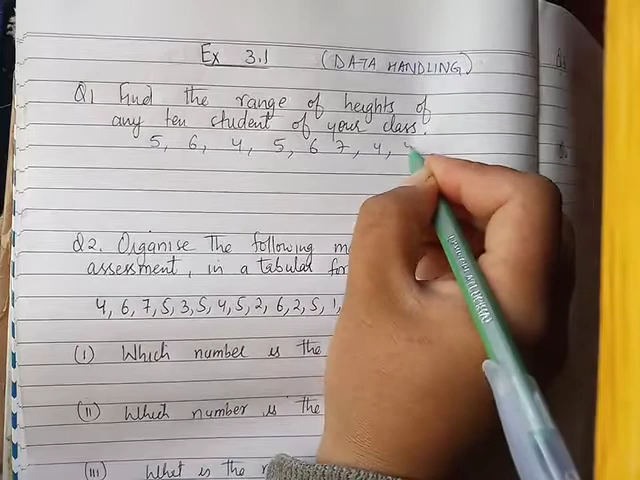 Ex 3.1 (DATA HANDLING)
Q1 Find the range of heights of
any ten student of your class.
5, 6, 4, 5, 6 7, 4,
Q2. Organise the following
assessment, in a tabular
4, 6, 7, 5, 3, 5, 4, 5, 2, 6, 2, 5, 1,
(i) Which number is the
(ii) Which number is the
(iii) What is the